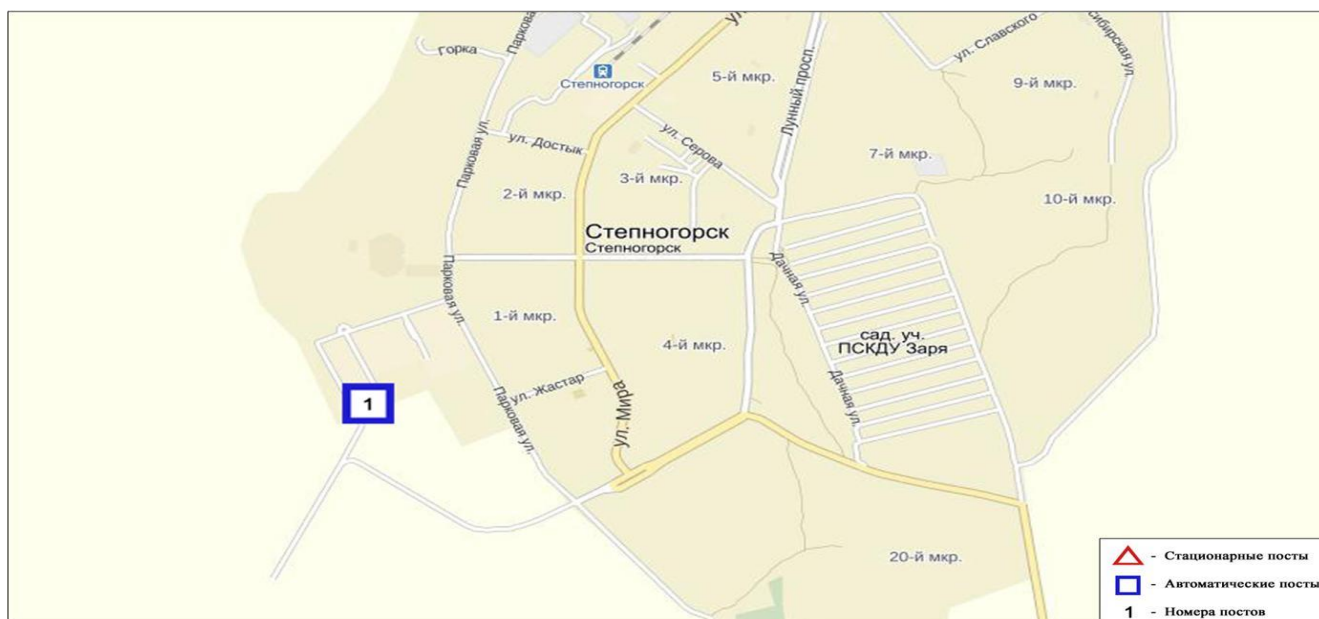 Горка
Парковая
ул.
ул. Славского
сибирская ул.
Степногорск
5-й мкр.
Лунный просп.
9-й мкр.
ул. Достык
ул. Серова
7-й мкр.
Парковая ул.
3-й мкр.
2-й мкр.
10-й мкр.
Степногорск
Степногорск
Парковая ул.
Дачная ул.
1-й мкр.
4-й мкр.
сад. уч.
ПСКДУ Заря
ул. Жастар
1
Парковая ул.
ул. Мира
Дачная ул.
20-й мкр.
- Стационарные посты
- Автоматические посты
1 - Номера постов